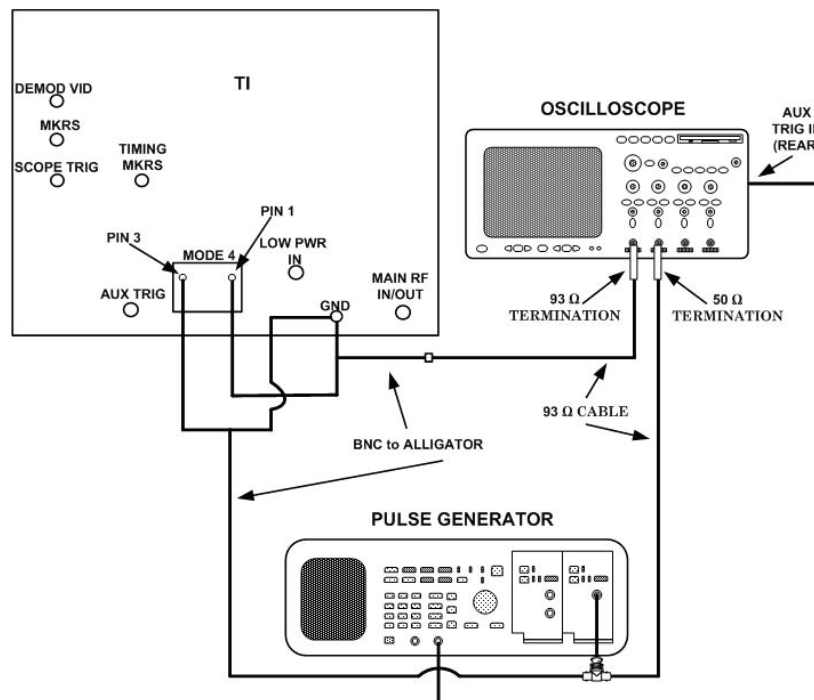 TI
DEMOD VID
MKRS
SCOPE TRIG
TIMING
MKRS
PIN 3
PIN 1
MODE 4
AUX TRIG
LOW PWR
IN
GND
MAIN RF
IN/OUT
OSCILLOSCOPE
AUX
TRIG
(REAR
93 Ω
TERMINATION
50 Ω
TERMINATION
93 Ω CABLE
BNC to ALLIGATOR
PULSE GENERATOR